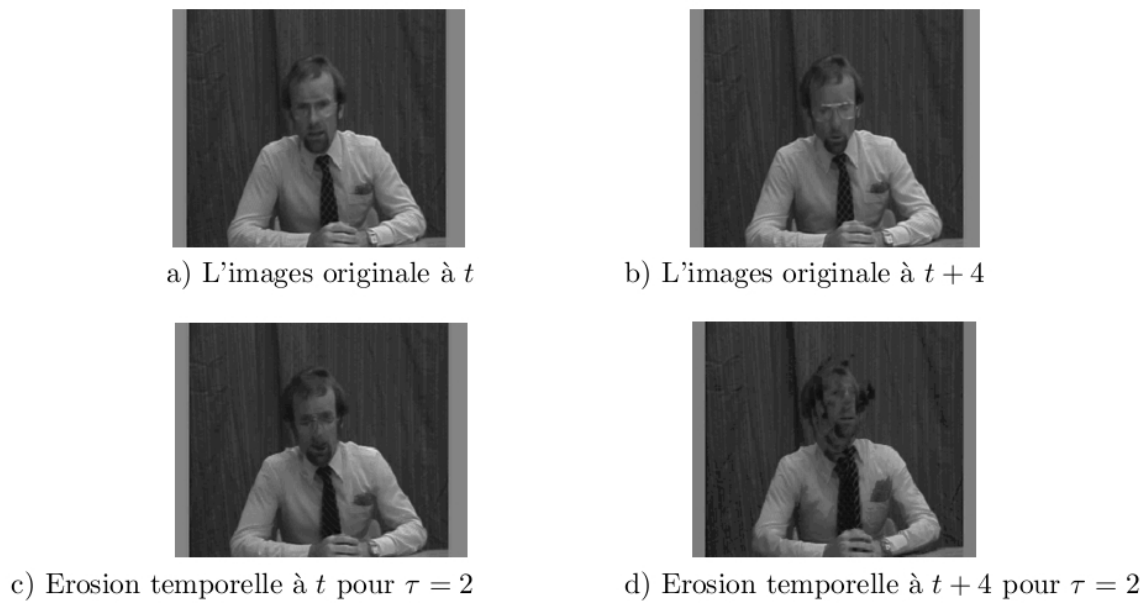 a) L'images originale à t
b) L'images originale à t + 4
c) Erosion temporelle à t pour τ = 2
d) Erosion temporelle à t + 4 pour τ = 2